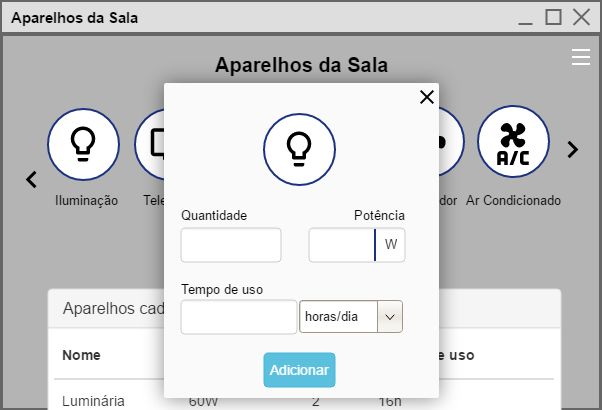 Aparelhos da Sala
Aparelhos da Sala
A/C
Iluminação Tele dor Ar Condicionado
Quantidade Potência
W
Tempo de uso
horas/dia
Adicionar
Aparelhos cad
Nome e uso
Luminária 60W 2 16h